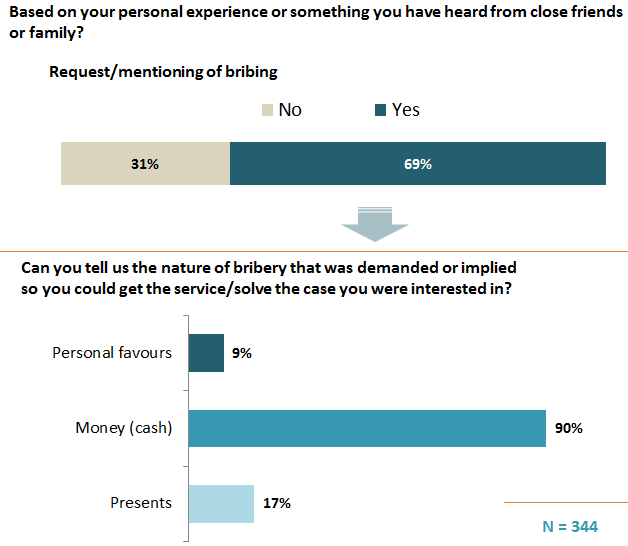 Based on your personal experience or something you have heard from close friends
or family?
Request/mentioning of bribing
No Yes
31% 69%
Can you tell us the nature of bribery that was demanded or implied
so you could get the service/solve the case you were interested in?
Personal favours 9%
Money (cash) 90%
Presents 17%
N = 344